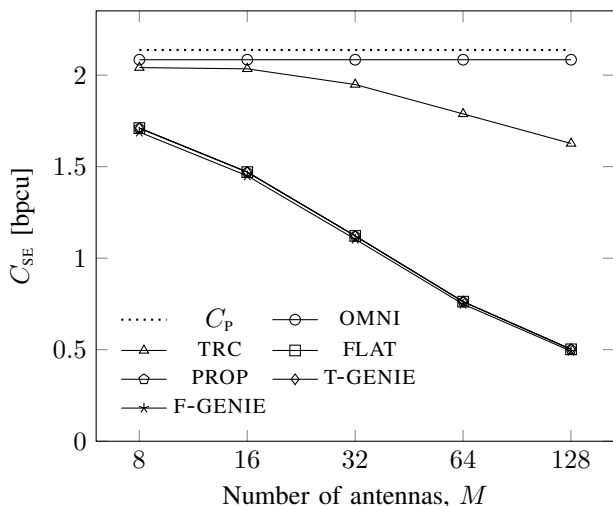 2
1.5
1
0.5
0
C_SE [bpcu]
C_P OMNI
TRC FLAT
PROP T-GENIE
F-GENIE
8 16 32 64 128
Number of antennas, M